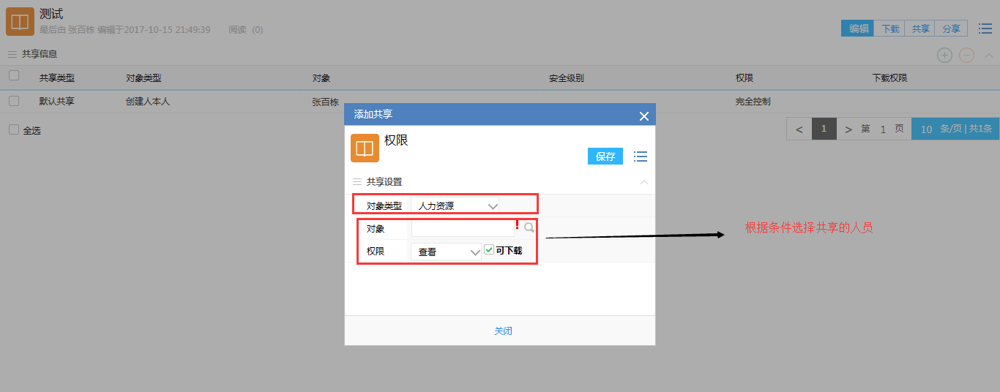 测试
最后由 张百栋 编辑于2017-10-15 21:49:39 阅读 (0)
编辑 下载 共享 分享
共享信息
共享类型 对象类型 对象 安全级别 权限 下载权限
默认共享 创建人本人 张百栋 完全控制
全选
< 1 > 第 1 页 10 条/页 | 共1条
添加共享
权限
保存
共享设置
对象类型 人力资源
对象 !
权限 查看 可下载
关闭
根据条件选择共享的人员